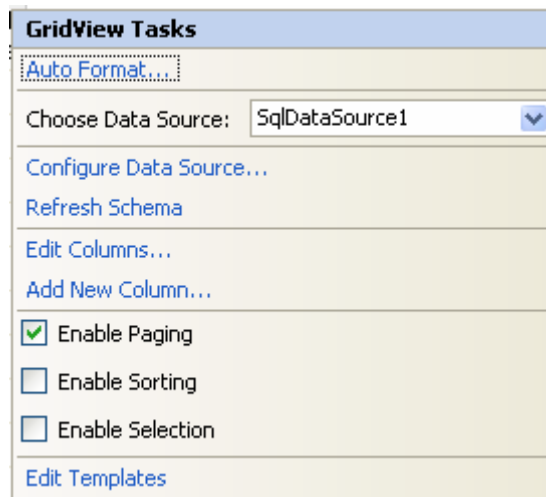 GridView Tasks
Auto Format...
Choose Data Source: SqlDataSource1
Configure Data Source...
Refresh Schema
Edit Columns...
Add New Column...
Enable Paging
Enable Sorting
Enable Selection
Edit Templates